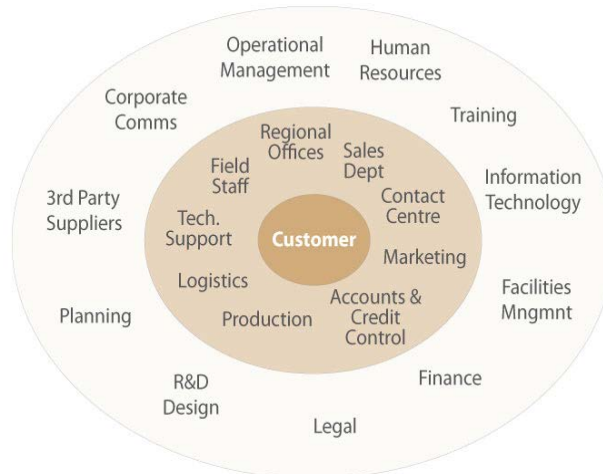 Operational
Management
Human
Resources
Corporate
Comms
Training
Regional
Offices
Sales
Dept
Field
Staff
3rd Party
Suppliers
Information
Technology
Contact
Centre
Tech.
Support
Customer
Marketing
Logistics
Facilities
Mngmnt
Planning
Production
Accounts &
Credit
Control
R&D
Design
Finance
Legal